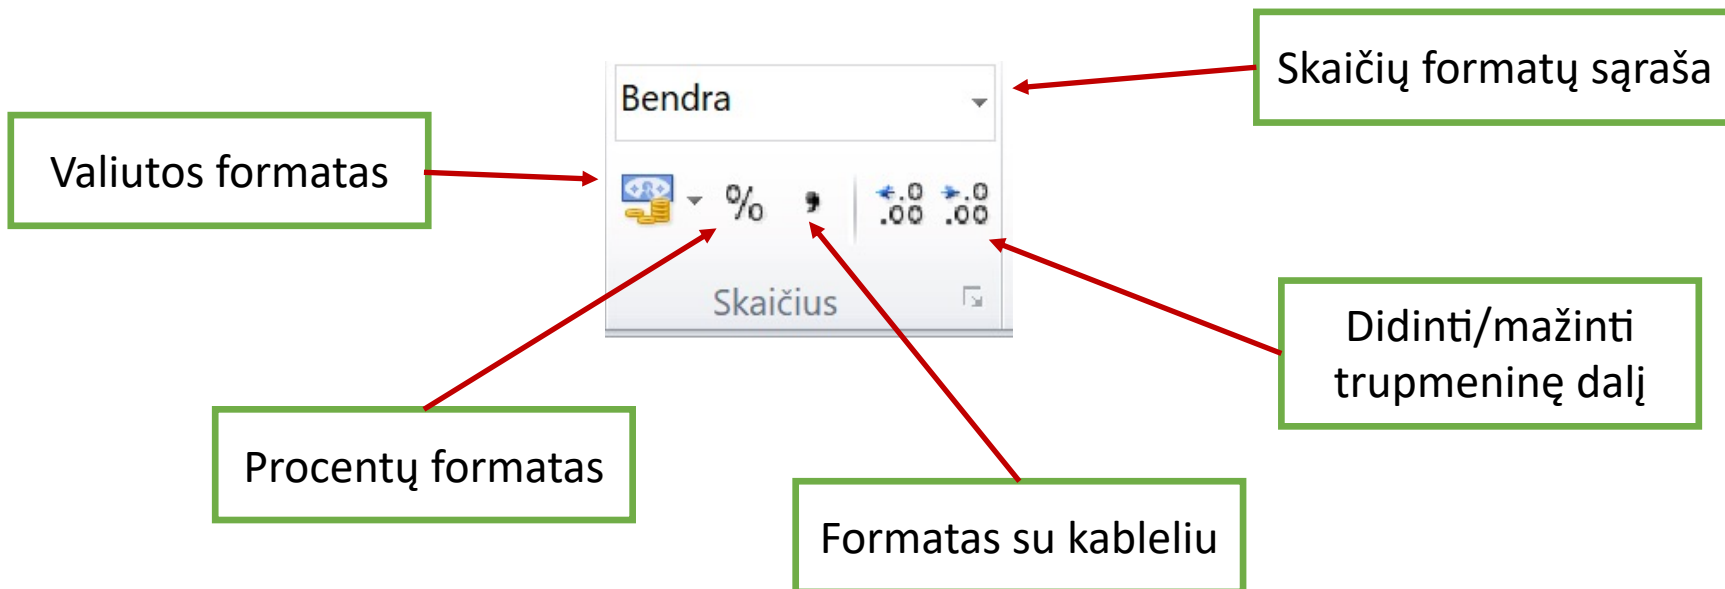 Skaičių formatų sąraša
Bendra
Valiutos formatas
% , .0 .00 .0 .00
Skaičius
Didinti/mažinti
trupmeninę dalį
Procentų formatas
Formatas su kableliu